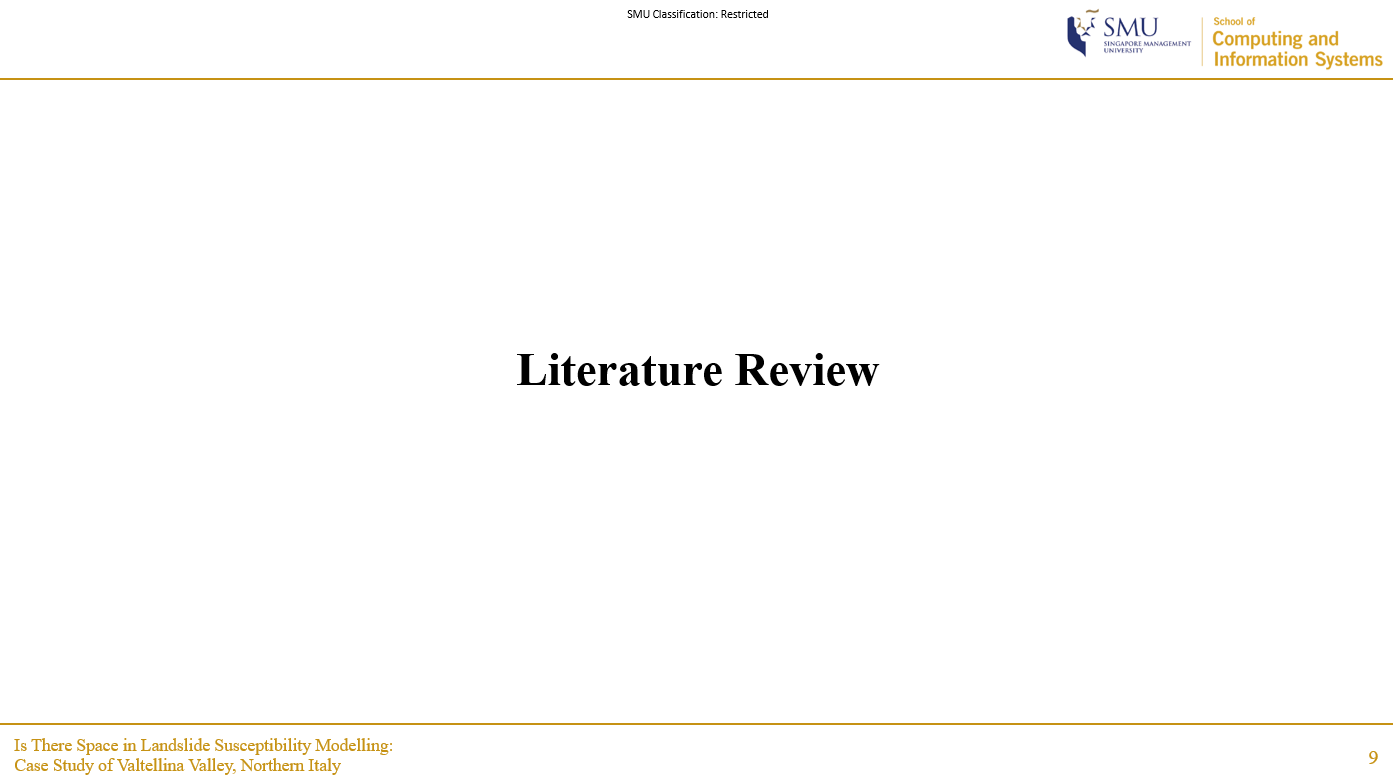 SMU Classification: Restricted
SMU
SINGAPORE MANAGEMENT
UNIVERSITY
School of
Computing and
Information Systems
Literature Review
Is There Space in Landslide Susceptibility Modelling:
Case Study of Valtellina Valley, Northern Italy
9